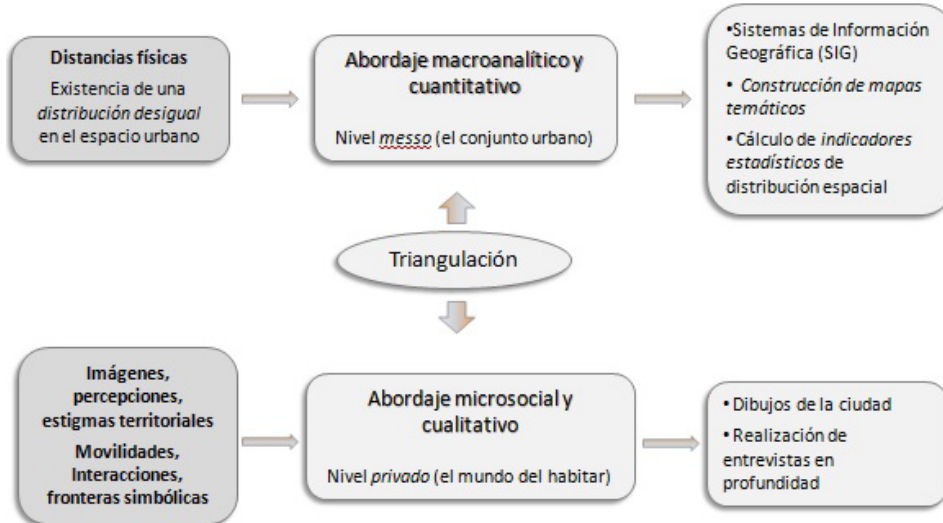 Distancias físicas
Existencia de una
distribución desigual
en el espacio urbano
Abordaje macroanalítico y
cuantitativo
Nivel messo (el conjunto urbano)
•Sistemas de Información
Geográfica (SIG)
• Construcción de mapas
temáticos
• Cálculo de indicadores
estadísticos de
distribución espacial
Triangulación
Imágenes,
percepciones,
estigmas territoriales
Movilidades,
Interacciones,
fronteras simbólicas
Abordaje microsocial y
cualitativo
Nivel privado (el mundo del habitar)
• Dibujos de la ciudad
• Realización de
entrevistas en
profundidad